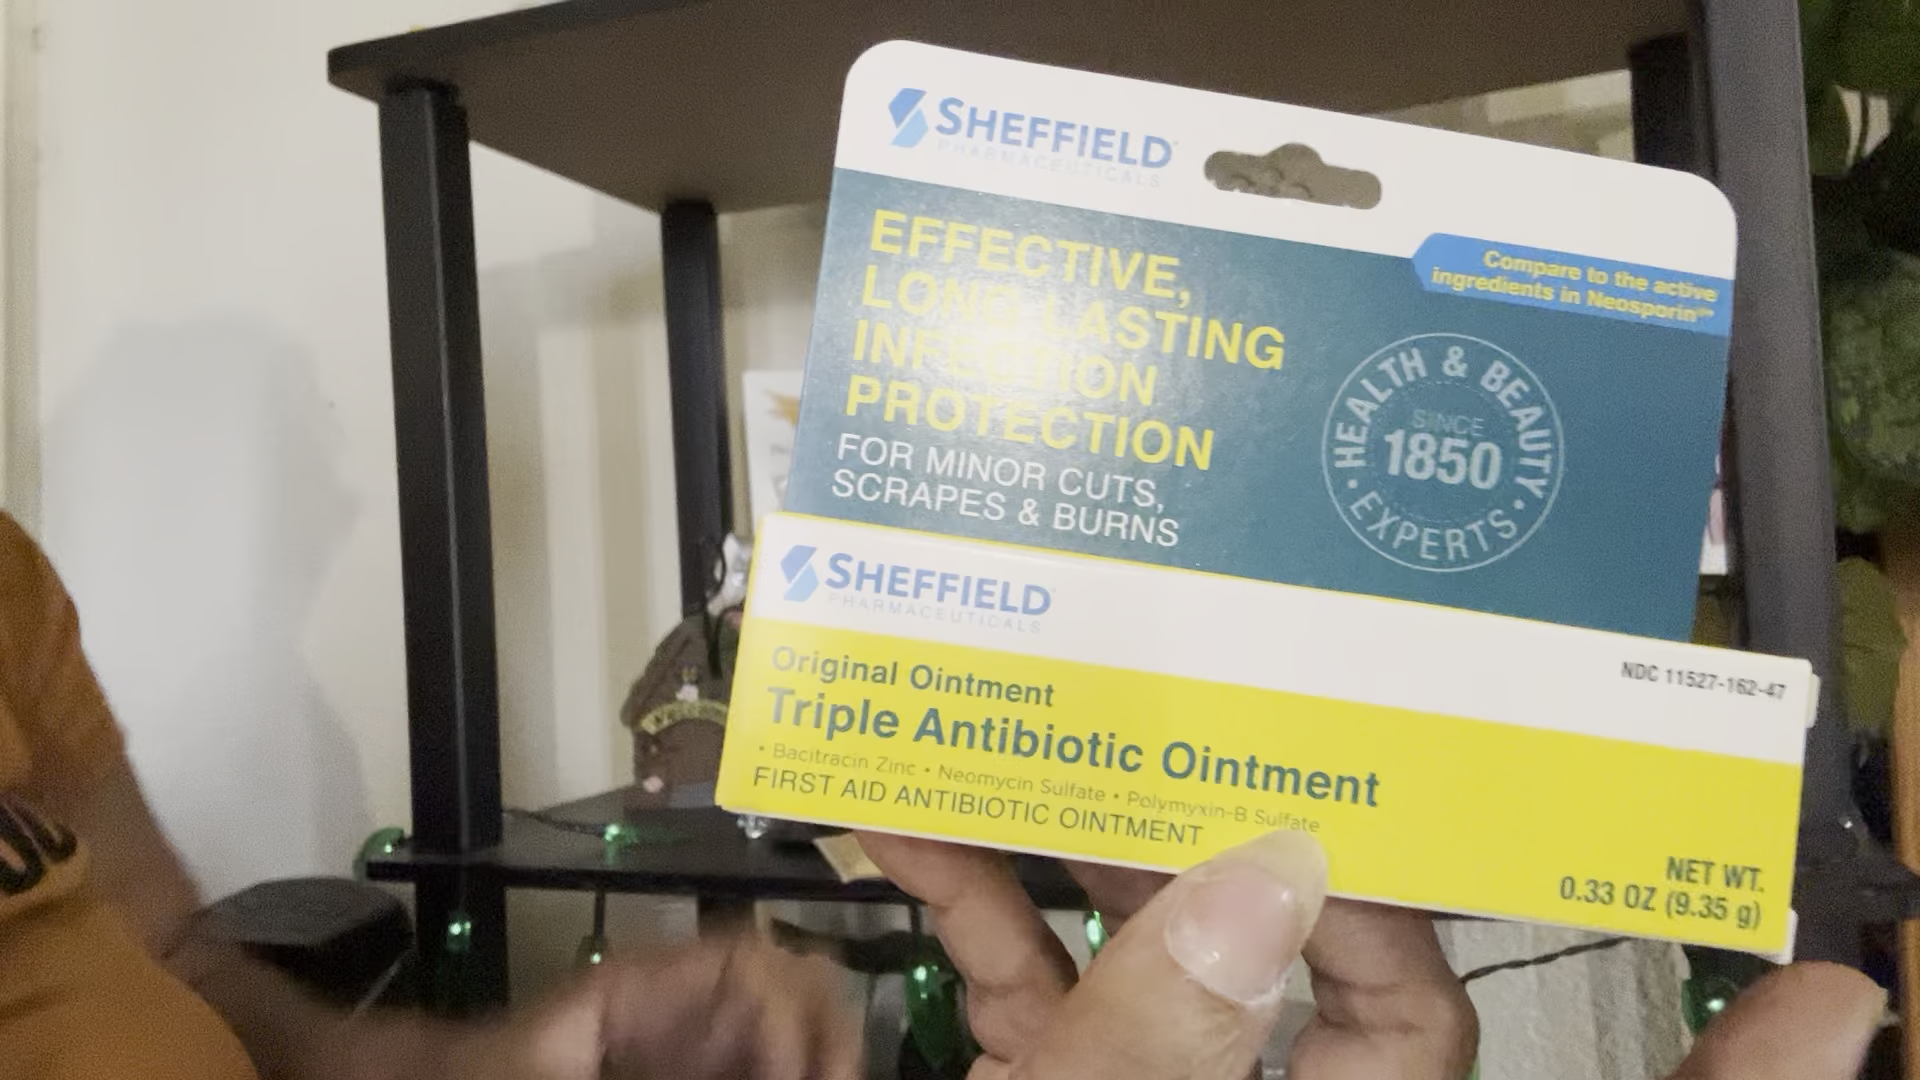 SHEFFIELD
PHARMACEUTICALS
EFFECTIVE,
LONG LASTING
INFECTION
PROTECTION
FOR MINOR CUTS,
SCRAPES & BURNS
Compare to the active
ingredients in Neosporin®*
HEALTH & BEAUTY
SINCE
1850
• EXPERTS •
SHEFFIELD
PHARMACEUTICALS
NDC 11527-162-47
Original Ointment
Triple Antibiotic Ointment
• Bacitracin Zinc • Neomycin Sulfate • Polymyxin-B Sulfate
FIRST AID ANTIBIOTIC OINTMENT
NET WT.
0.33 OZ (9.35 g)